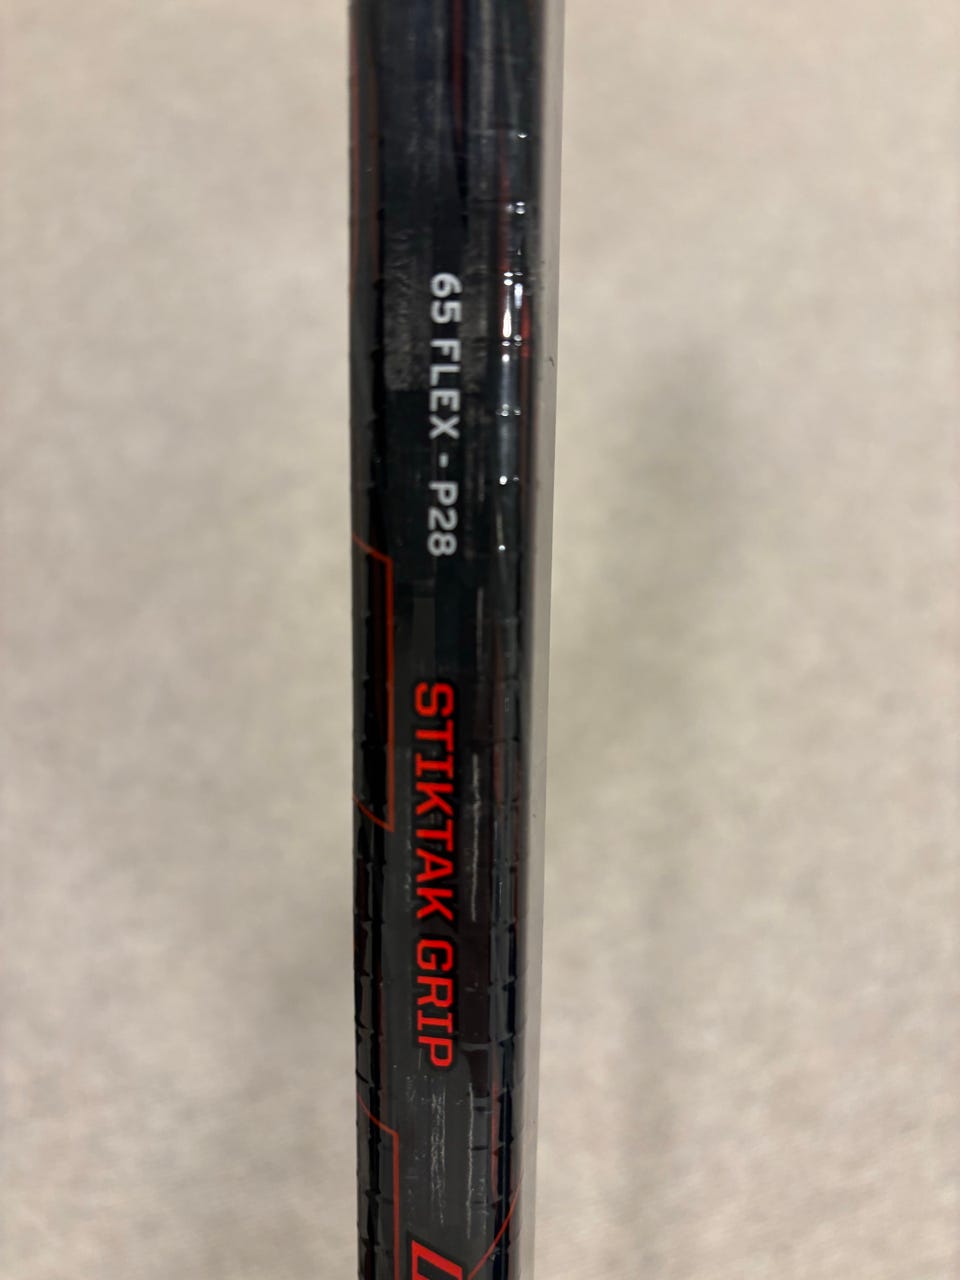 65 FLEX - P28
STIKTAK GRIP